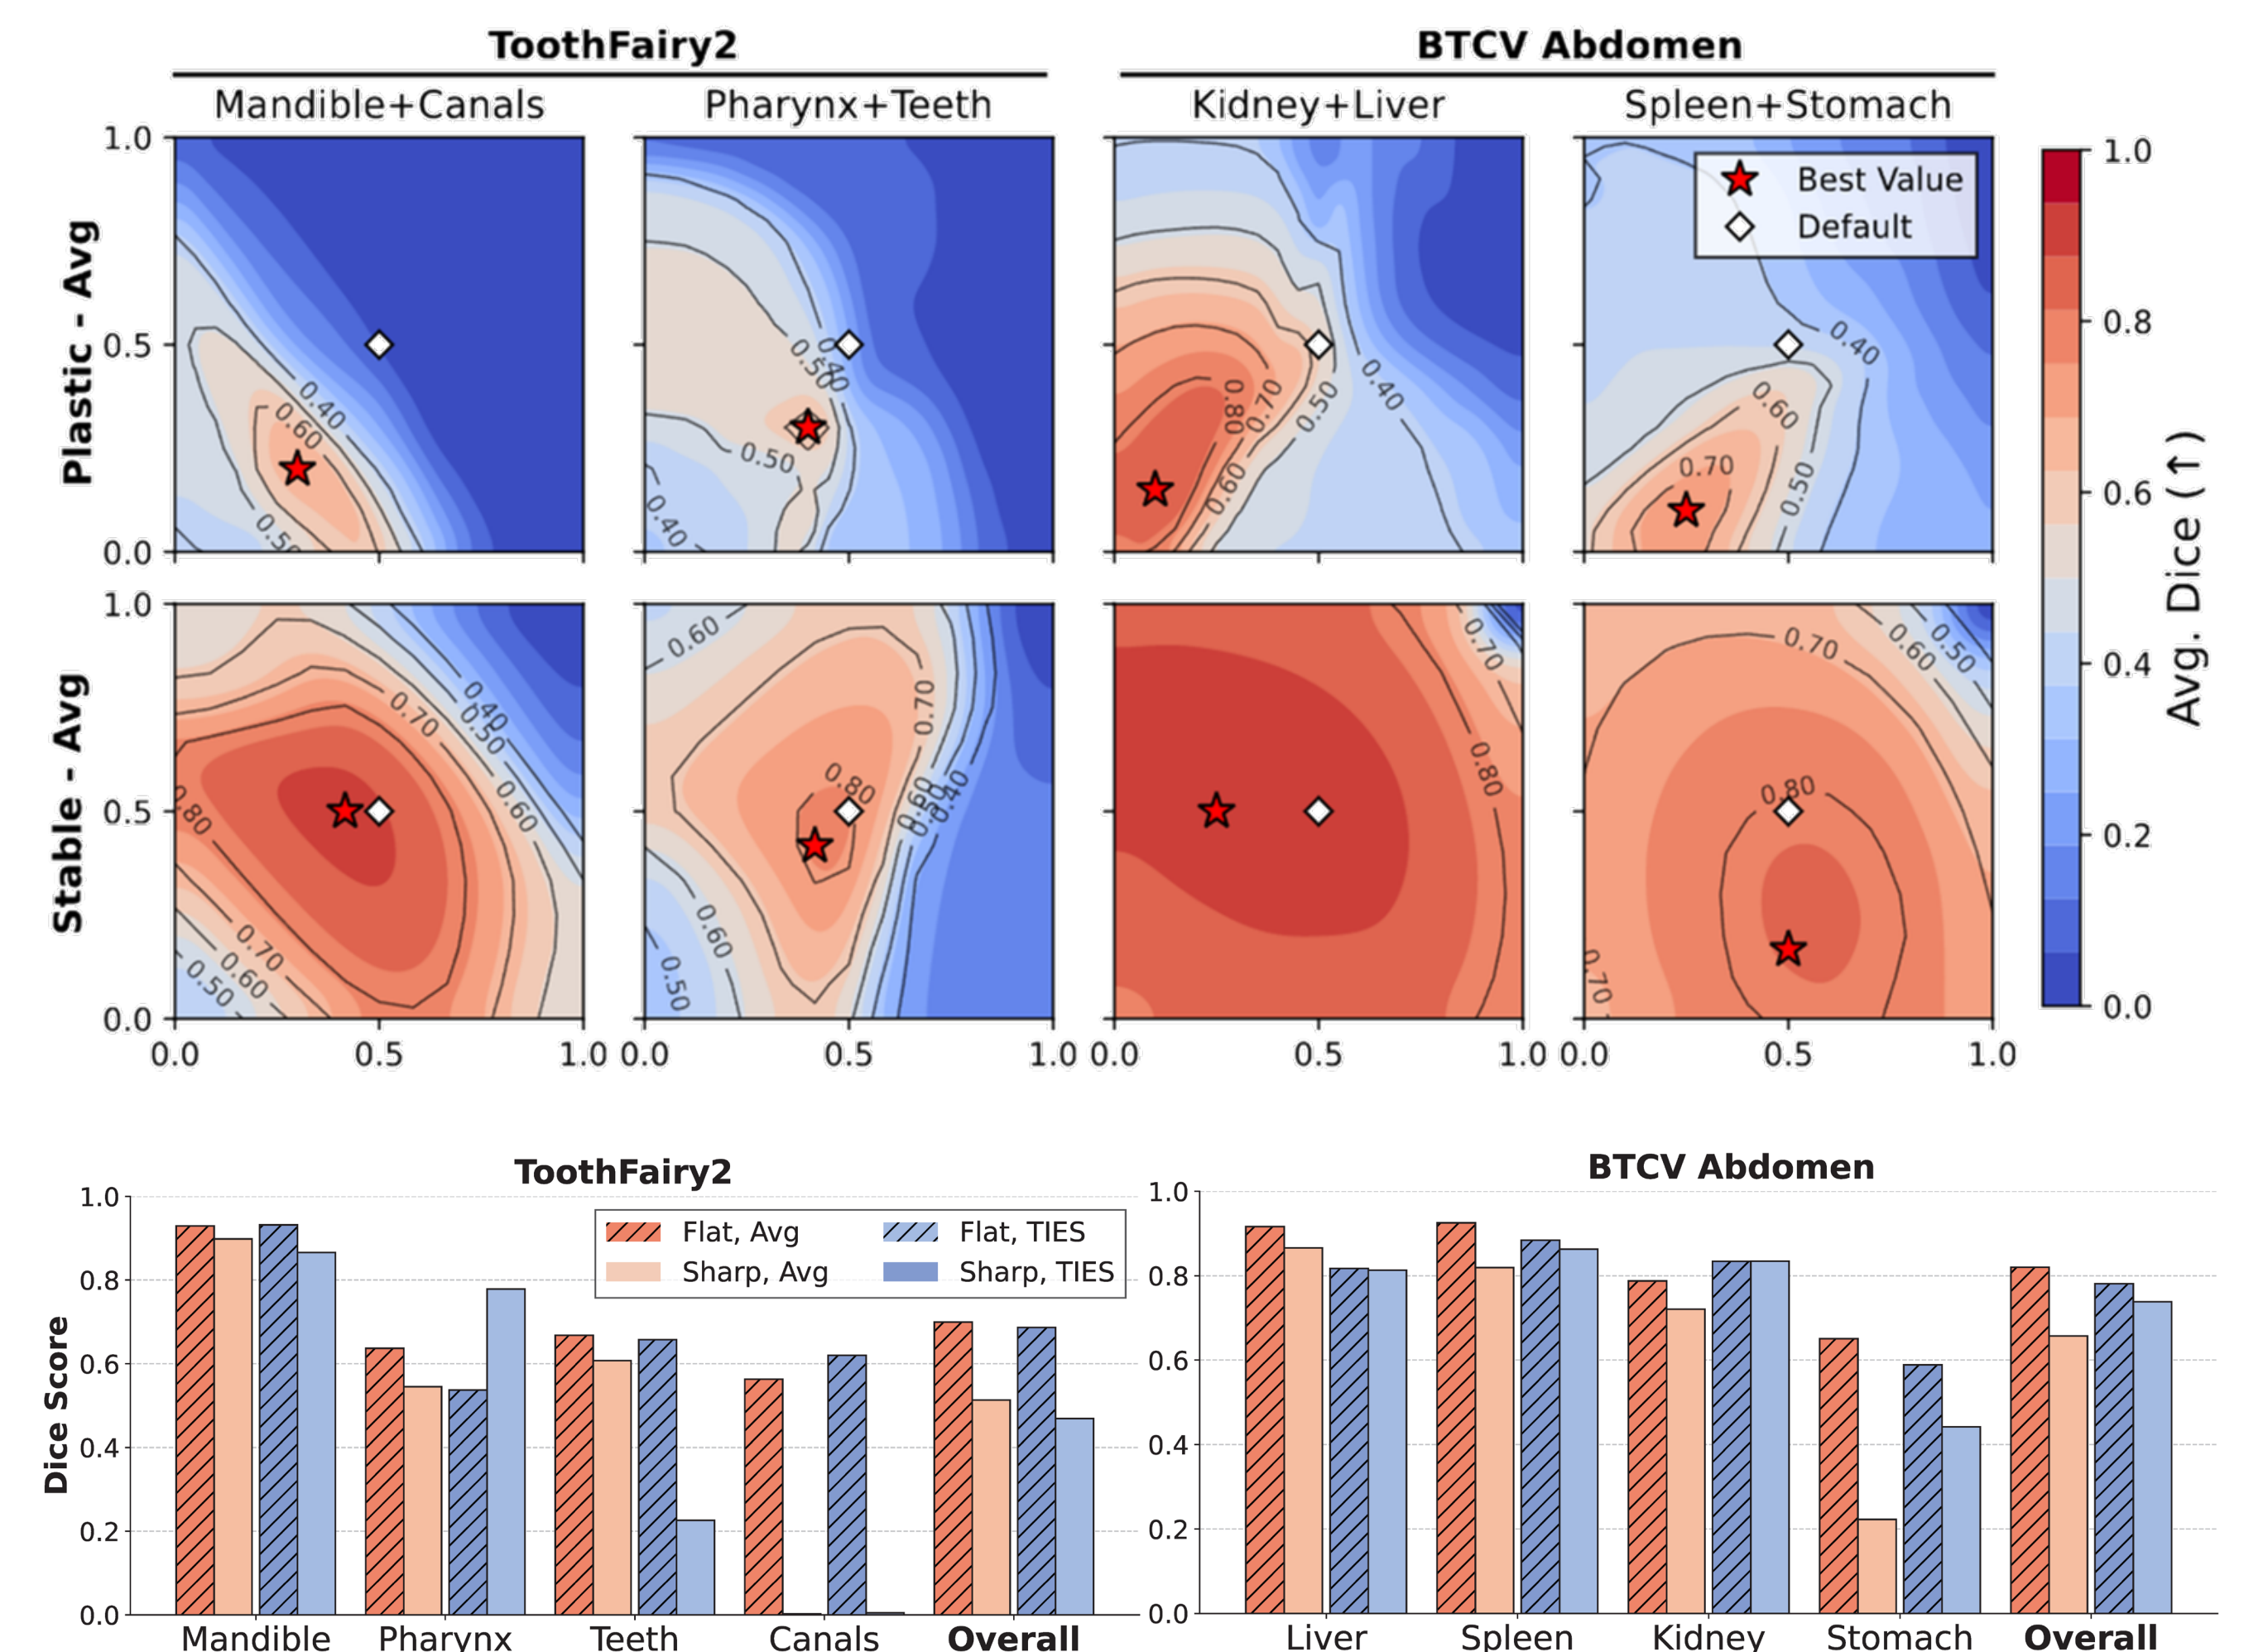 ToothFairy2
BTCV Abdomen
Mandible+Canals
Pharynx+Teeth
Kidney+Liver
Spleen+Stomach
Plastic - Avg
1.0
0.5
0.0
0.40
0.60
0.50
0.50
0.40
0.50
0.40
0.80
0.70
0.60
0.50
0.40
Best Value
Default
0.40
0.60
0.70
0.50
Stable - Avg
1.0
0.5
0.0
0.40
0.50
0.70
0.60
0.80
0.70
0.60
0.50
0.60
0.70
0.80
0.60
0.50
0.40
0.60
0.50
0.70
0.80
0.70
0.60
0.50
0.80
0.70
0.0 0.5 1.0
0.0 0.5 1.0
0.0 0.5 1.0
0.0 0.5 1.0
1.0
0.8
0.6
0.4
0.2
0.0
Avg. Dice (↑)
ToothFairy2
Dice Score
1.0
0.8
0.6
0.4
0.2
0.0
Flat, Avg
Sharp, Avg
Flat, TIES
Sharp, TIES
Mandible Pharynx Teeth Canals Overall
BTCV Abdomen
1.0
0.8
0.6
0.4
0.2
0.0
Liver Spleen Kidney Stomach Overall